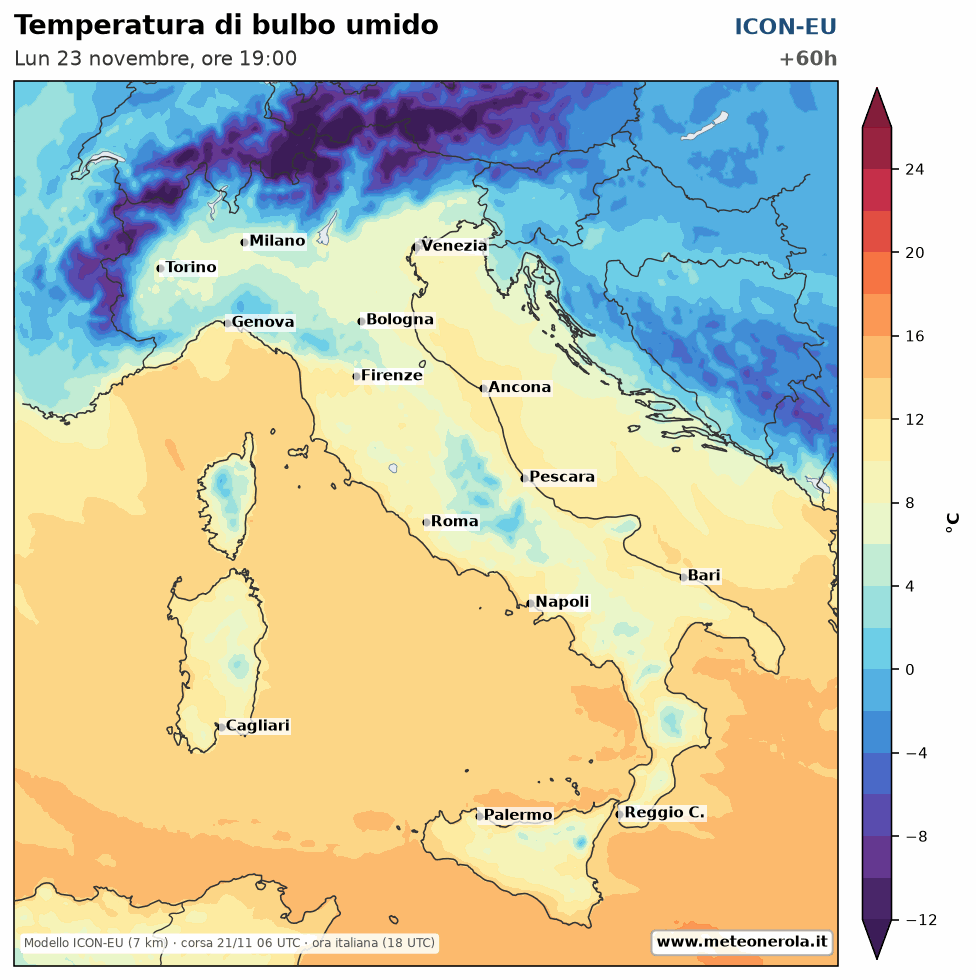 Temperatura di bulbo umido
ICON-EU
Lun 23 novembre, ore 19:00
+60h
Milano
Venezia
Torino
Genova
Bologna
Firenze
Ancona
Pescara
Roma
Bari
Napoli
Cagliari
Palermo
Reggio C.
24
20
16
12
8
4
0
−4
−8
−12
°C
Modello ICON-EU (7 km) · corsa 21/11 06 UTC · ora italiana (18 UTC)
www.meteonerola.it